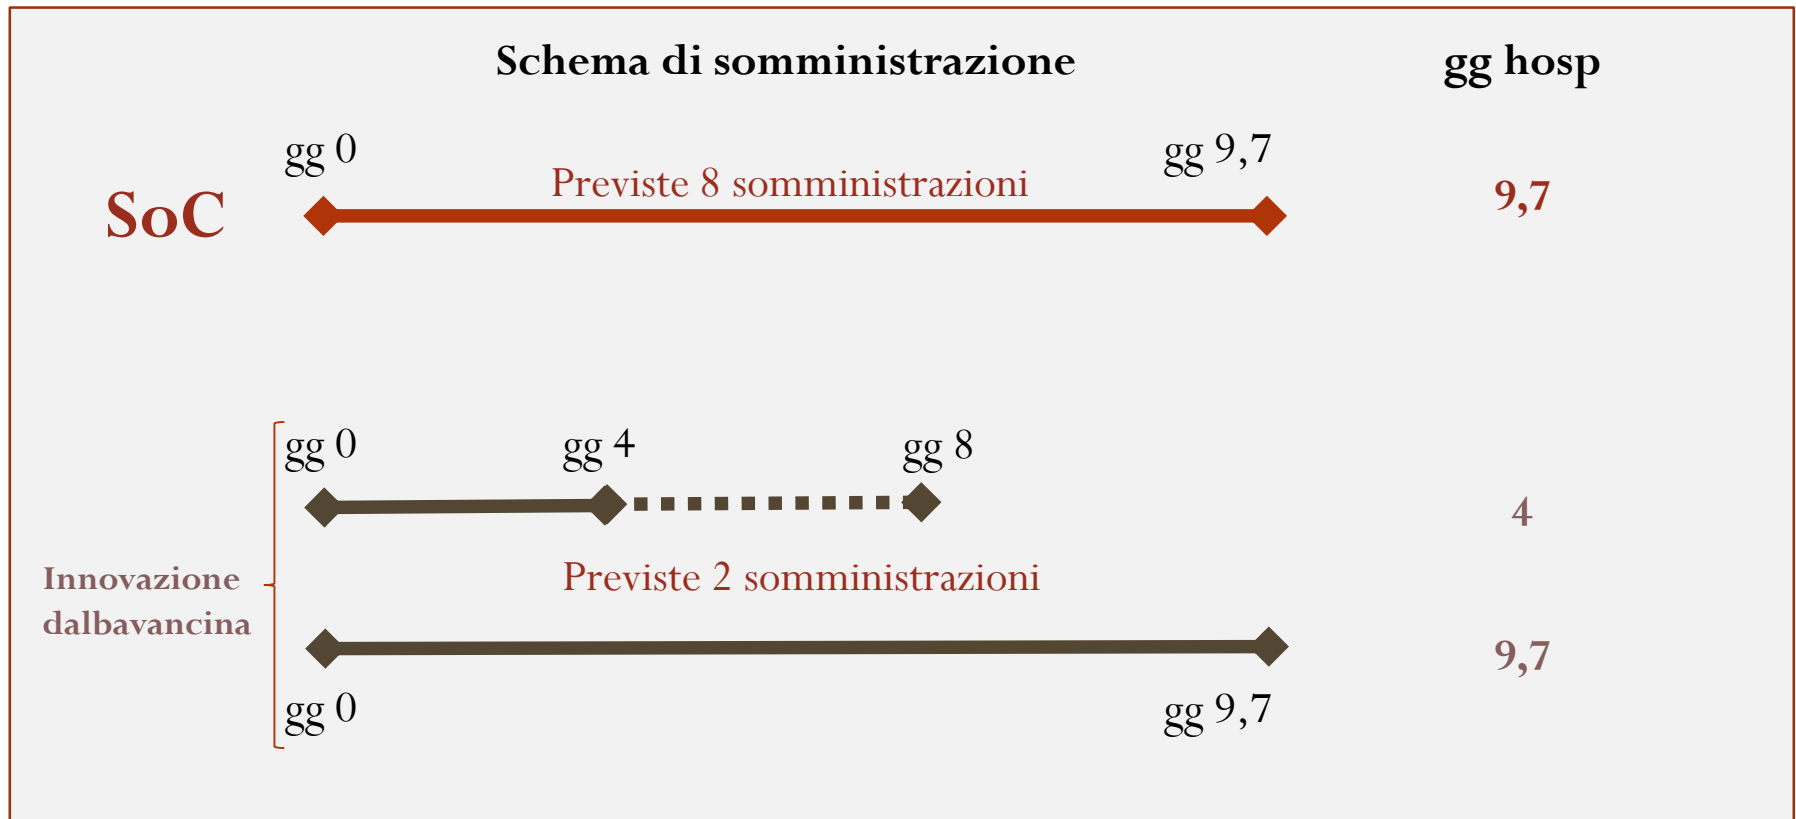 Schema di somministrazione
gg hosp
gg 0
gg 9,7
Previste 8 somministrazioni
SoC
9,7
gg 0
gg 4
gg 8
4
Innovazione
dalbavancina
Previste 2 somministrazioni
9,7
gg 0
gg 9,7